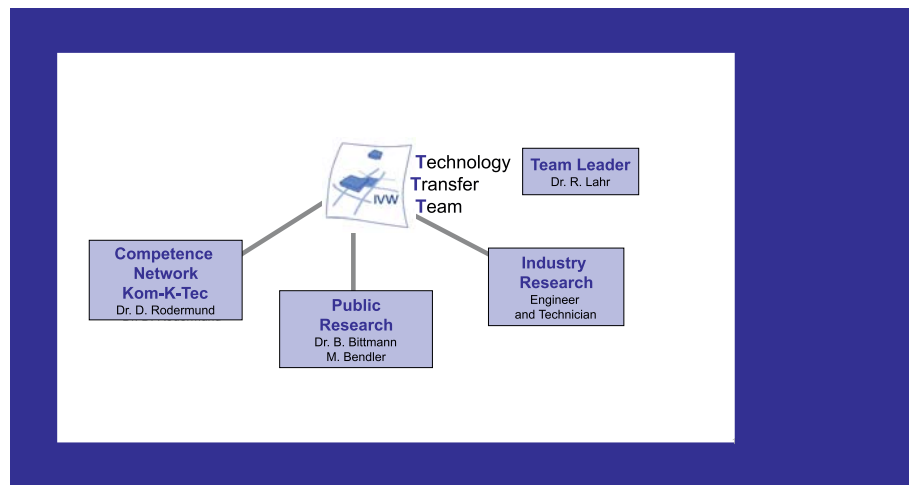 Technology
Transfer
Team
IVW
Team Leader
Dr. R. Lahr
Competence
Network
Kom-K-Tec
Dr. D. Rodermund
Public
Research
Dr. B. Bittmann
M. Bendler
Industry
Research
Engineer
and Technician